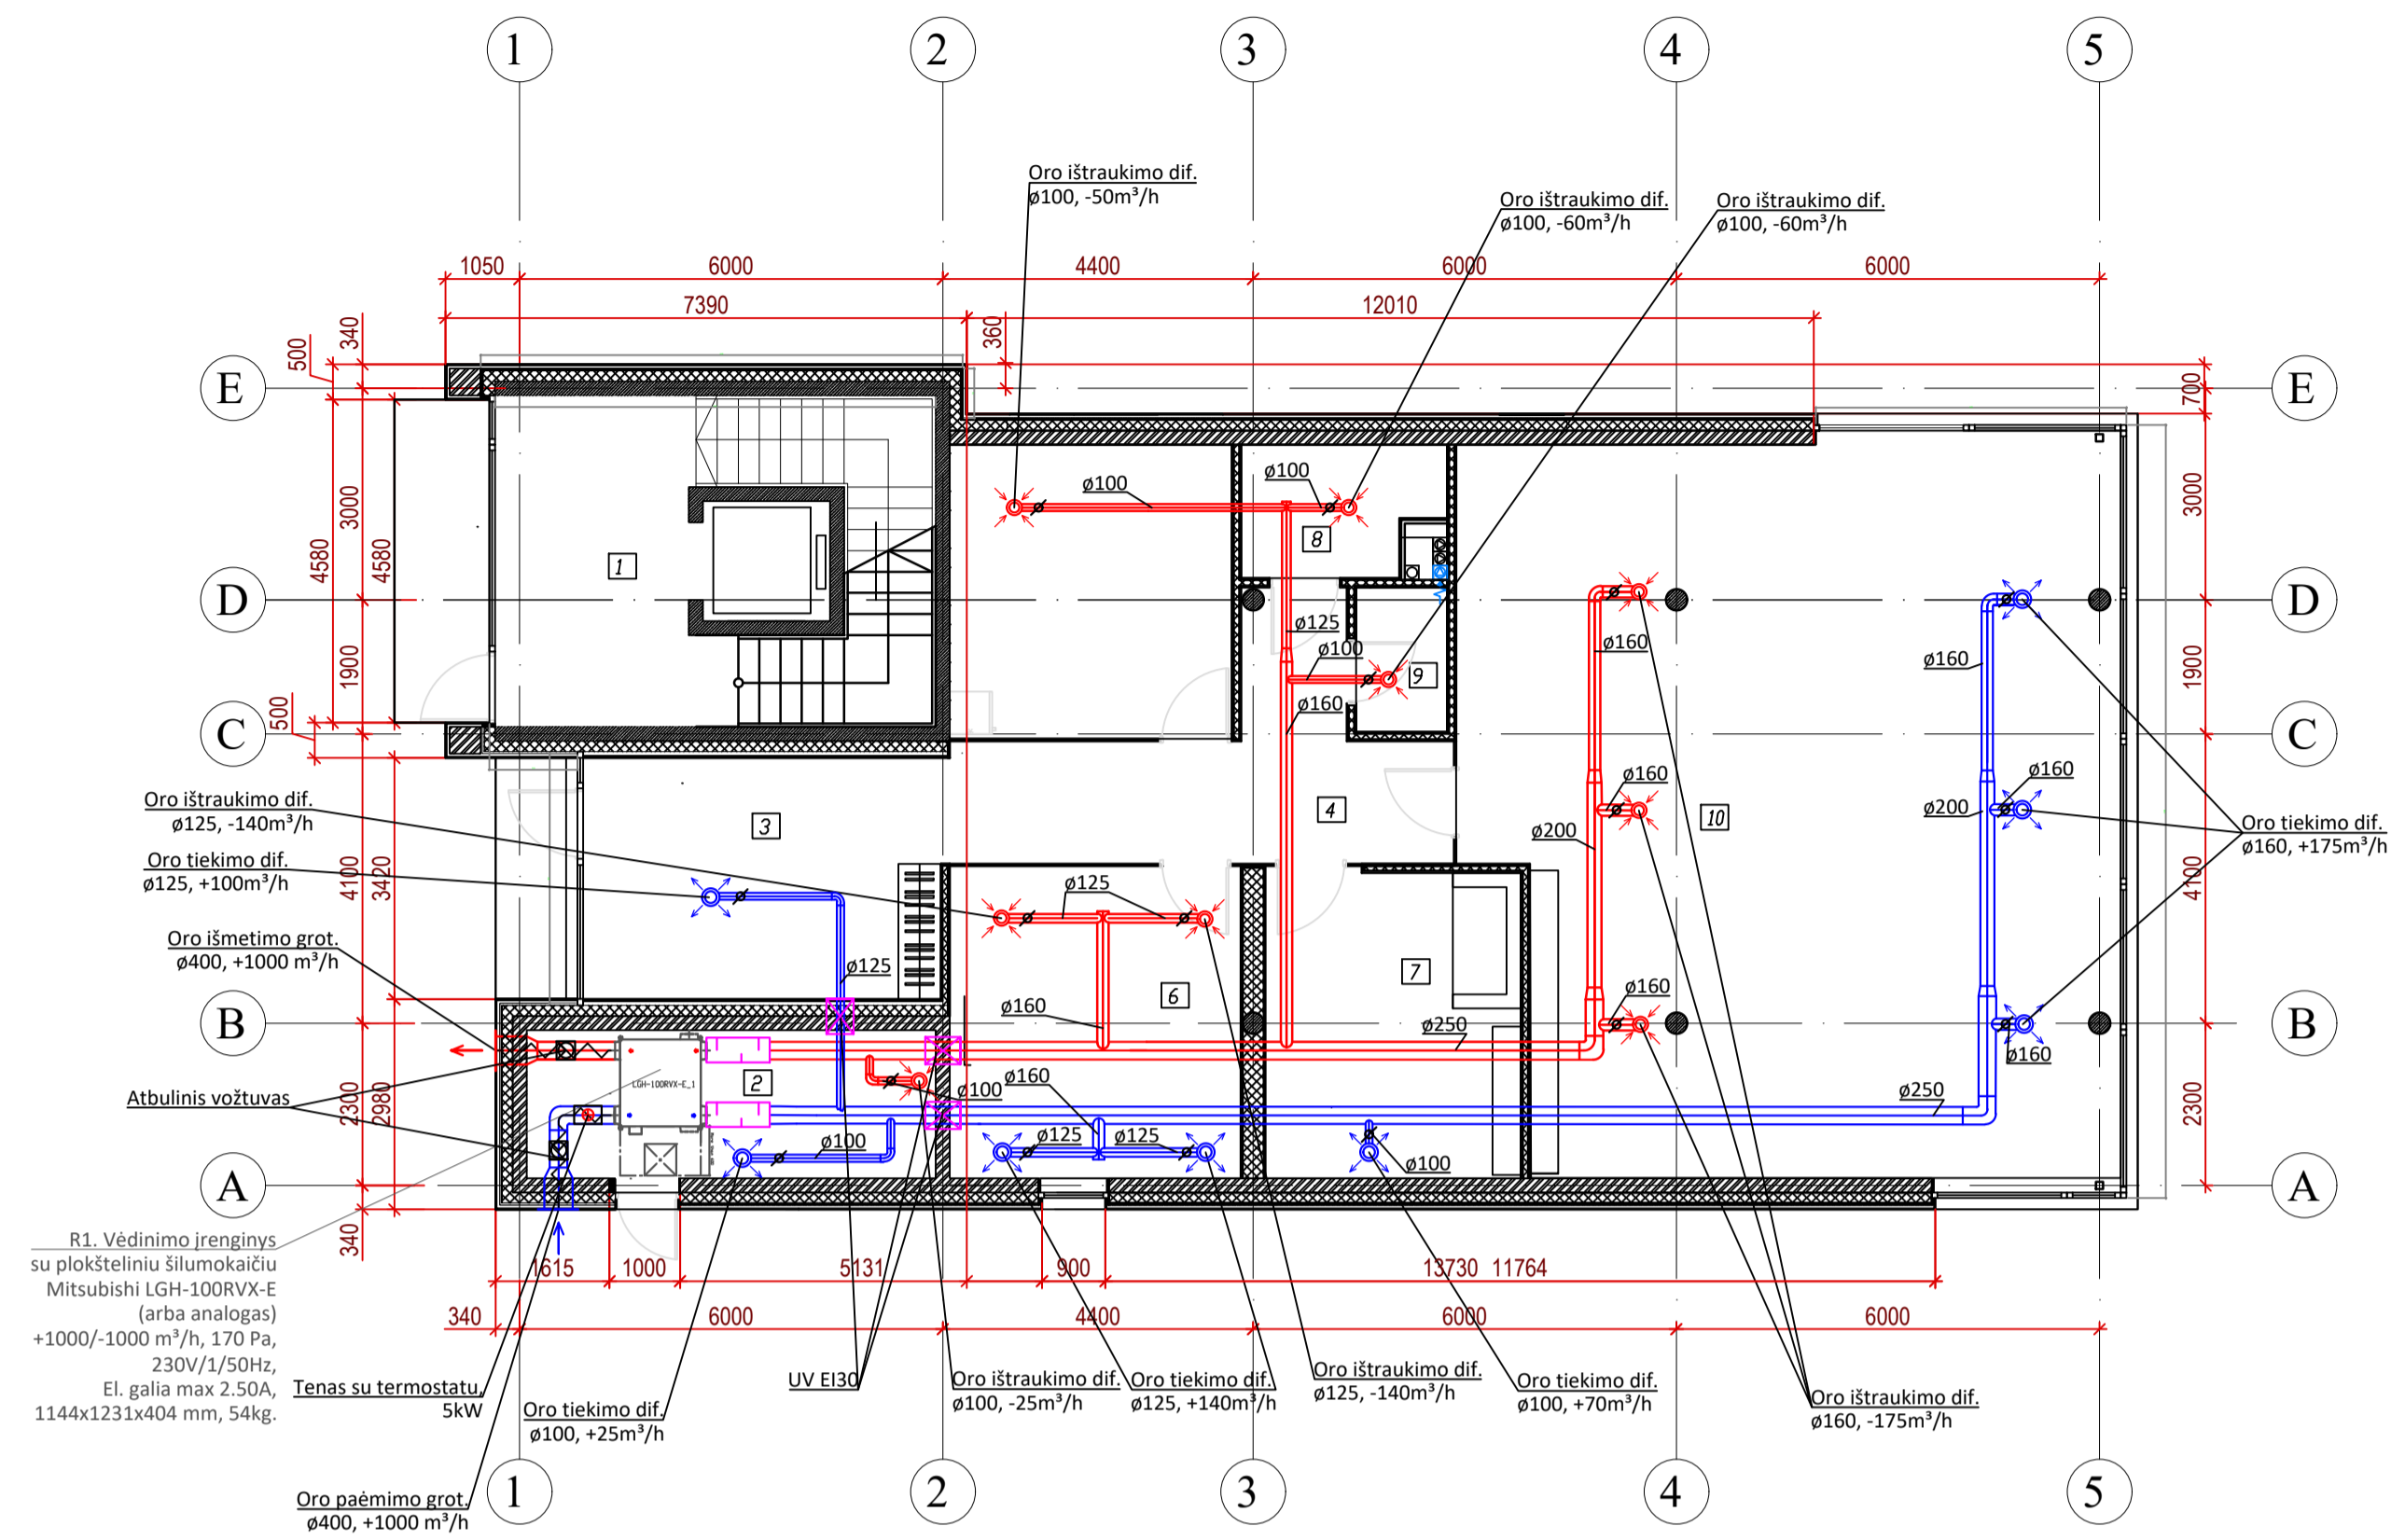 1 2 3 4 5
Oro ištraukimo dif.
ø100, -50m³/h
Oro ištraukimo dif.
ø100, -60m³/h
Oro ištraukimo dif.
ø100, -60m³/h
1050 6000 4400 6000 6000
7390 12010
500 340 360
E E
700
ø100 ø100
4580 30000 4580 3000
8
1
D D
ø125 ø160 ø160
ø100
9
1900 1900
500
ø160
C C
ø160 ø160
Oro ištraukimo dif.
ø125, -140m³/h
3 4 10
ø200 ø200
Oro tiekimo dif.
ø160, +175m³/h
Oro tiekimo dif.
ø125, +100m³/h
4100 3420 4100
ø125
Oro išmetimo grot.
ø400, +1000 m³/h
ø125
7
6
ø160 ø160
B B
ø250
ø160
LGH-100RVX-E_1
2
ø100 ø160
Atbulinis vožtuvas
2300 2980 2300
ø250
ø100 ø125 ø125 ø100
A A
340
R1. Vėdinimo įrenginys
su plokšteliniu šilumokaičiu
Mitsubishi LGH-100RVX-E
(arba analogas)
+1000/-1000 m³/h, 170 Pa,
230V/1/50Hz,
El. galia max 2.50A,
1144x1231x404 mm, 54kg.
1615 1000 5131 900 13730 11764
340 6000 4400 6000 6000
Tenas su termostatu,
5kW
Oro tiekimo dif.
ø100, +25m³/h
UV EI30
Oro ištraukimo dif.
ø100, -25m³/h
Oro tiekimo dif.
ø125, +140m³/h
Oro ištraukimo dif.
ø125, -140m³/h
Oro tiekimo dif.
ø100, +70m³/h
Oro ištraukimo dif.
ø160, -175m³/h
Oro paėmimo grot.
ø400, +1000 m³/h
1 2 3 4 5